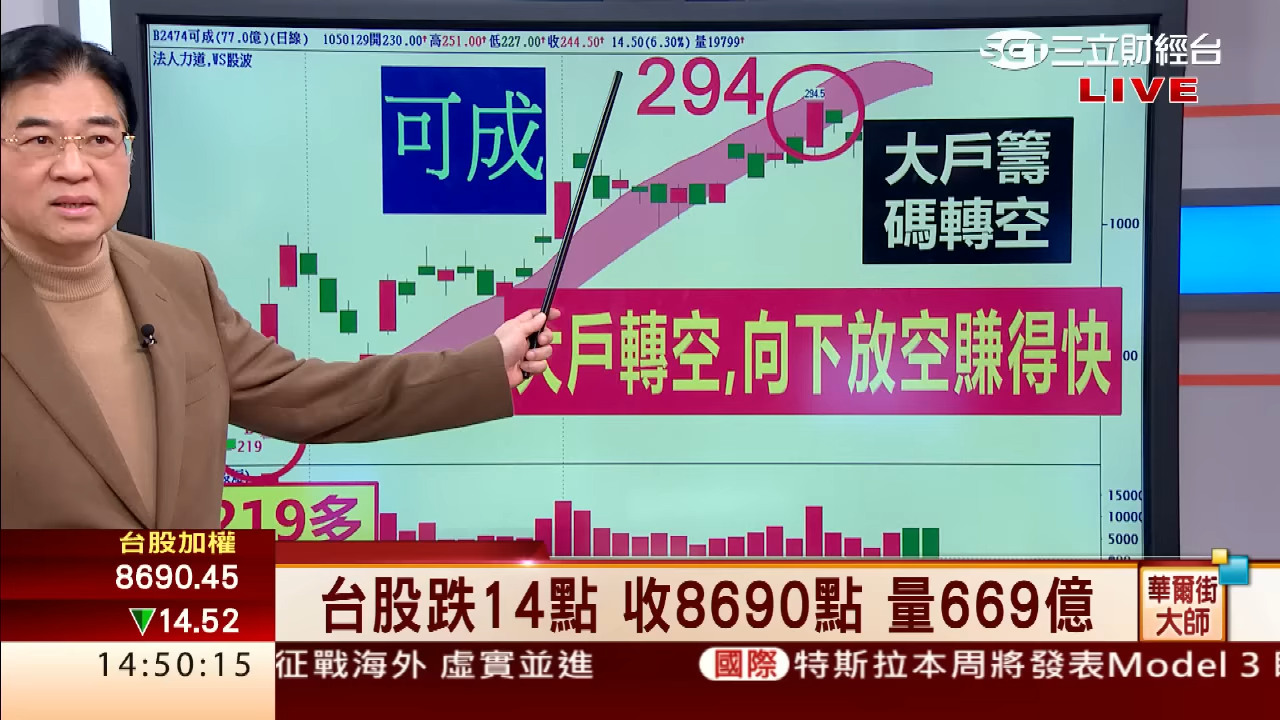 B2474可成(77.0億)(日線) 1050129開230.00↑高251.00↑低227.00↑收244.50↑ 14.50(6.30%) 量19799↑
法人力道,VS股波
三立財經台
LIVE
可成
294
294.5
大戶籌
碼轉空
1000
大戶轉空,向下放空賺得快
00
219
219多
15000
10000
5000
台股加權
8690.45
▼14.52
台股跌14點 收8690點 量669億
華爾街
大師
14:50:15
征戰海外 虛實並進
國際 特斯拉本周將發表Model 3